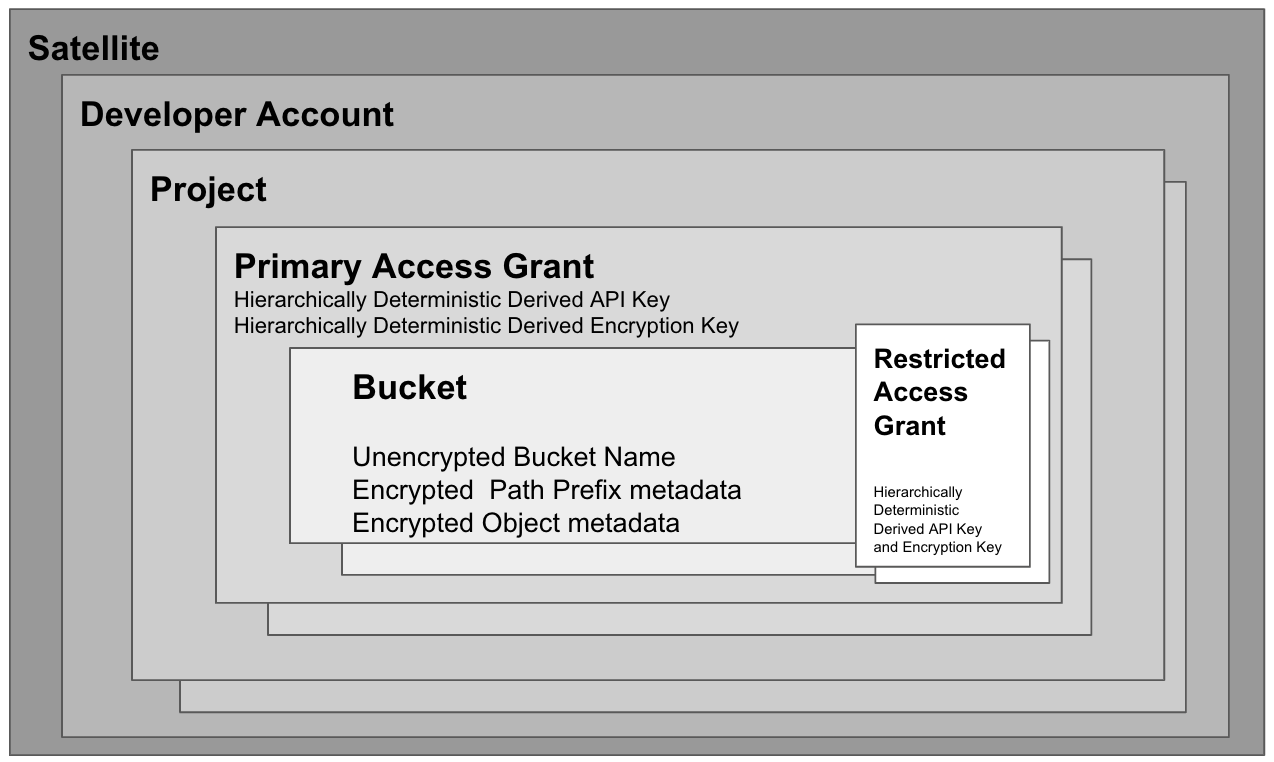 Satellite
Developer Account
Project
Primary Access Grant
Hierarchically Deterministic Derived API Key
Hierarchically Deterministic Derived Encryption Key
Bucket
Unencrypted Bucket Name
Encrypted  Path Prefix metadata
Encrypted Object metadata
Restricted
Access
Grant
Hierarchically
Deterministic
Derived API Key
and Encryption Key